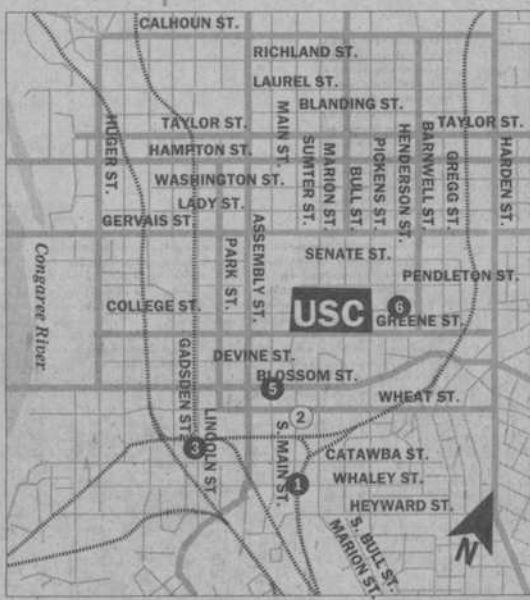 CALHOUN ST.
RICHLAND ST.
LAUREL ST.
BLANDING ST.
TAYLOR ST.
TAYLOR ST.
HUGER ST.
HAMPTON ST.
MAIN ST.
SUMTER ST.
MARION ST.
BULL ST.
PICKENS ST.
HENDERSON ST.
BARNWELL ST.
GREGG ST.
HARDEN ST.
WASHINGTON ST.
LADY ST.
GERVAIS ST.
PARK ST.
ASSEMBLY ST.
SENATE ST.
PENDLETON ST.
Congaree River
COLLEGE ST.
USC
6
GREENE ST.
GADSDEN ST.
DEVINE ST.
BLOSSOM ST.
5
WHEAT ST.
LINCOLN ST
2
S. MAIN ST.
3
CATAWBA ST.
1
WHALEY ST.
HEYWARD ST.
S. BULL ST.
MARION ST.
N